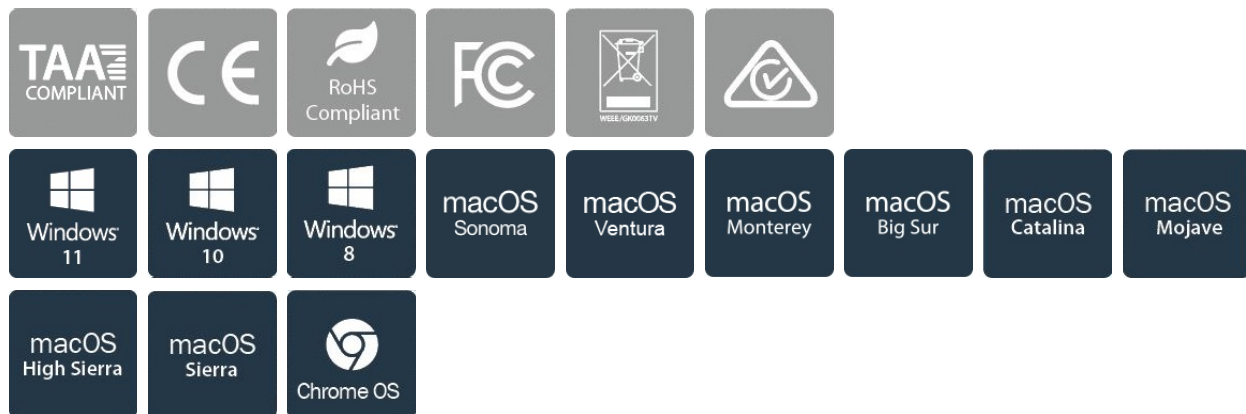 TAA
COMPLIANT
CE
RoHS
Compliant
FC
WEEE/GK0063TV
Windows
11
Windows
10
Windows
8
macOS
Sonoma
macOS
Ventura
macOS
Monterey
macOS
Big Sur
macOS
Catalina
macOS
Mojave
macOS
High Sierra
macOS
Sierra
Chrome OS